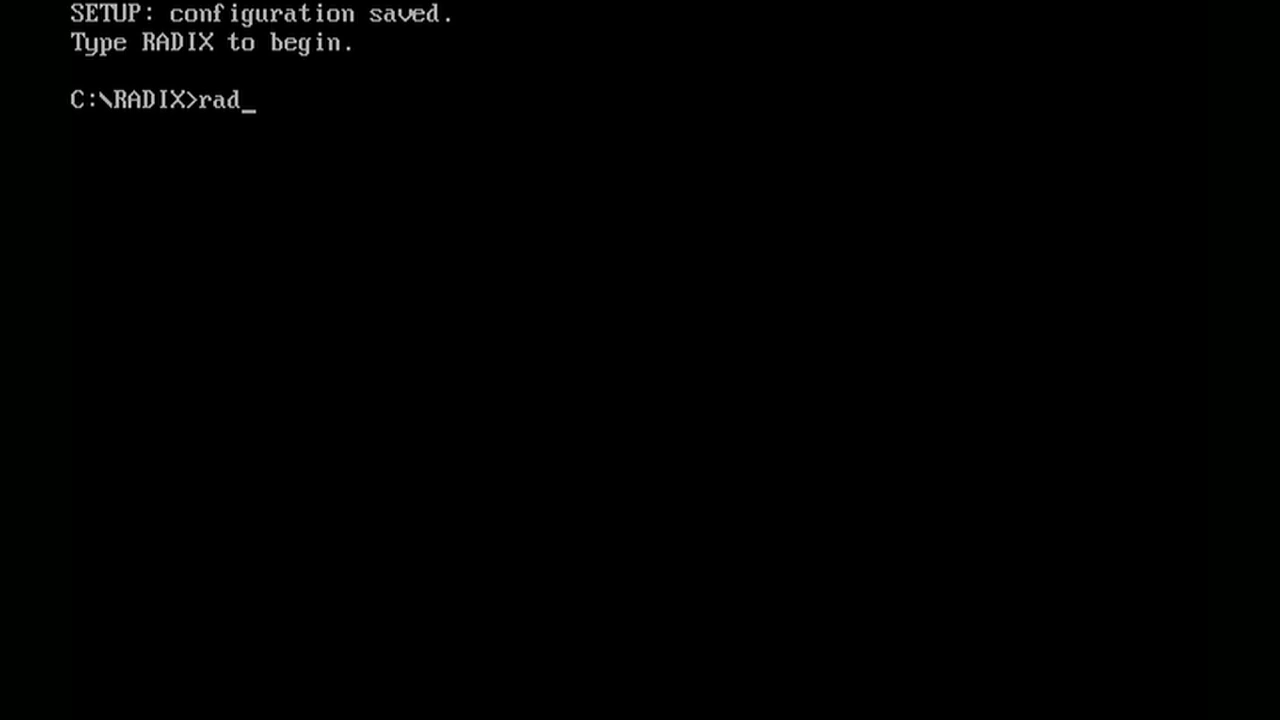 SETUP: configuration saved.
Type RADIX to begin.
C:\RADIX>rad_